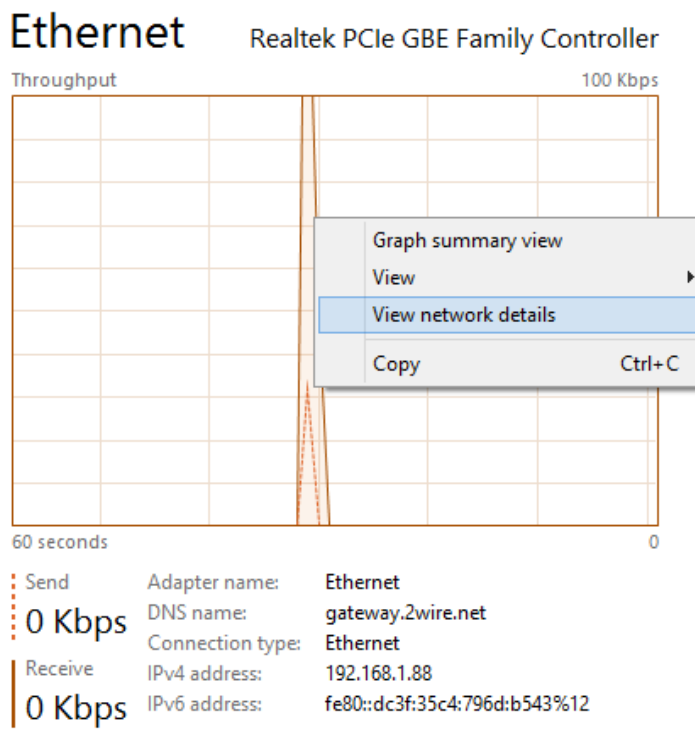 Ethernet Realtek PCIe GBE Family Controller
Throughput 100 Kbps
Graph summary view
View
View network details
Copy Ctrl+C
60 seconds 0
Send
0 Kbps
Receive
0 Kbps
Adapter name: Ethernet
DNS name: gateway.2wire.net
Connection type: Ethernet
IPv4 address: 192.168.1.88
IPv6 address: fe80::dc3f:35c4:796d:b543%12